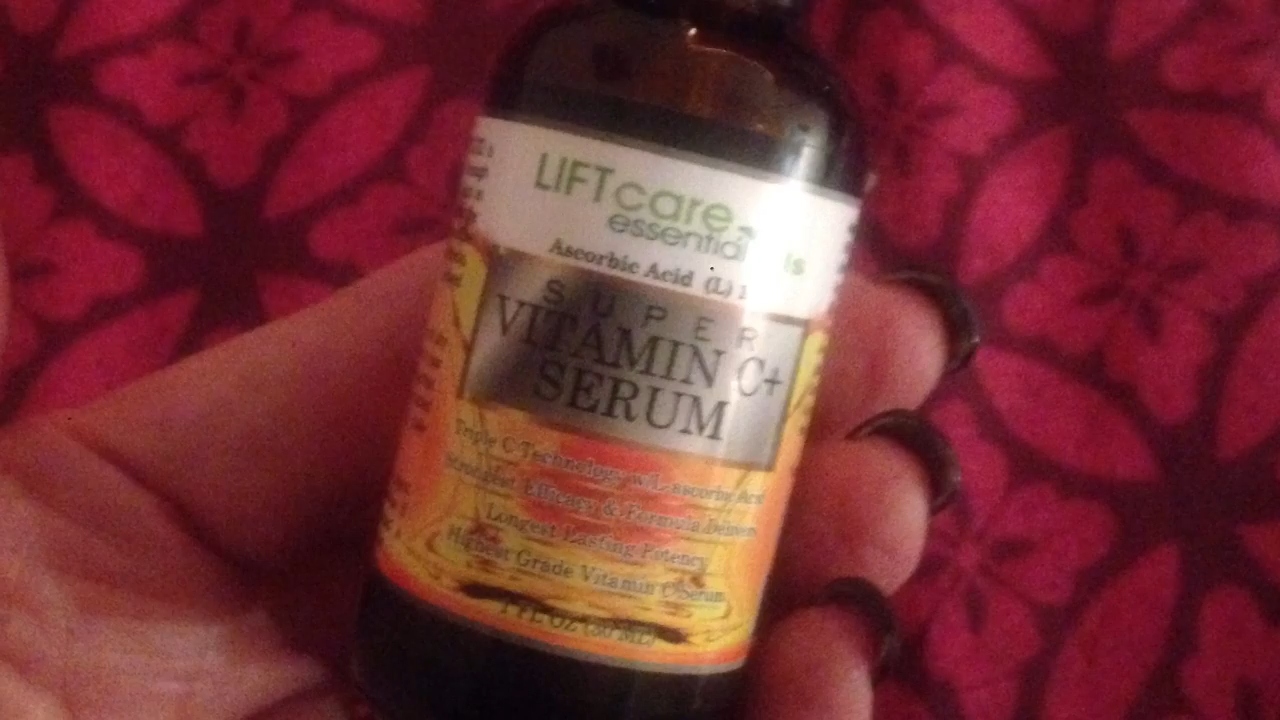 LIFTcare
essentials
Ascorbic Acid (L)
SUPER
VITAMIN C+
SERUM
Triple C Technology w/L-ascorbic Acid
Strongest Efficacy & Formula Delivery
Longest Lasting Potency
Highest Grade Vitamin C Serum
1 FL OZ (30 ML)